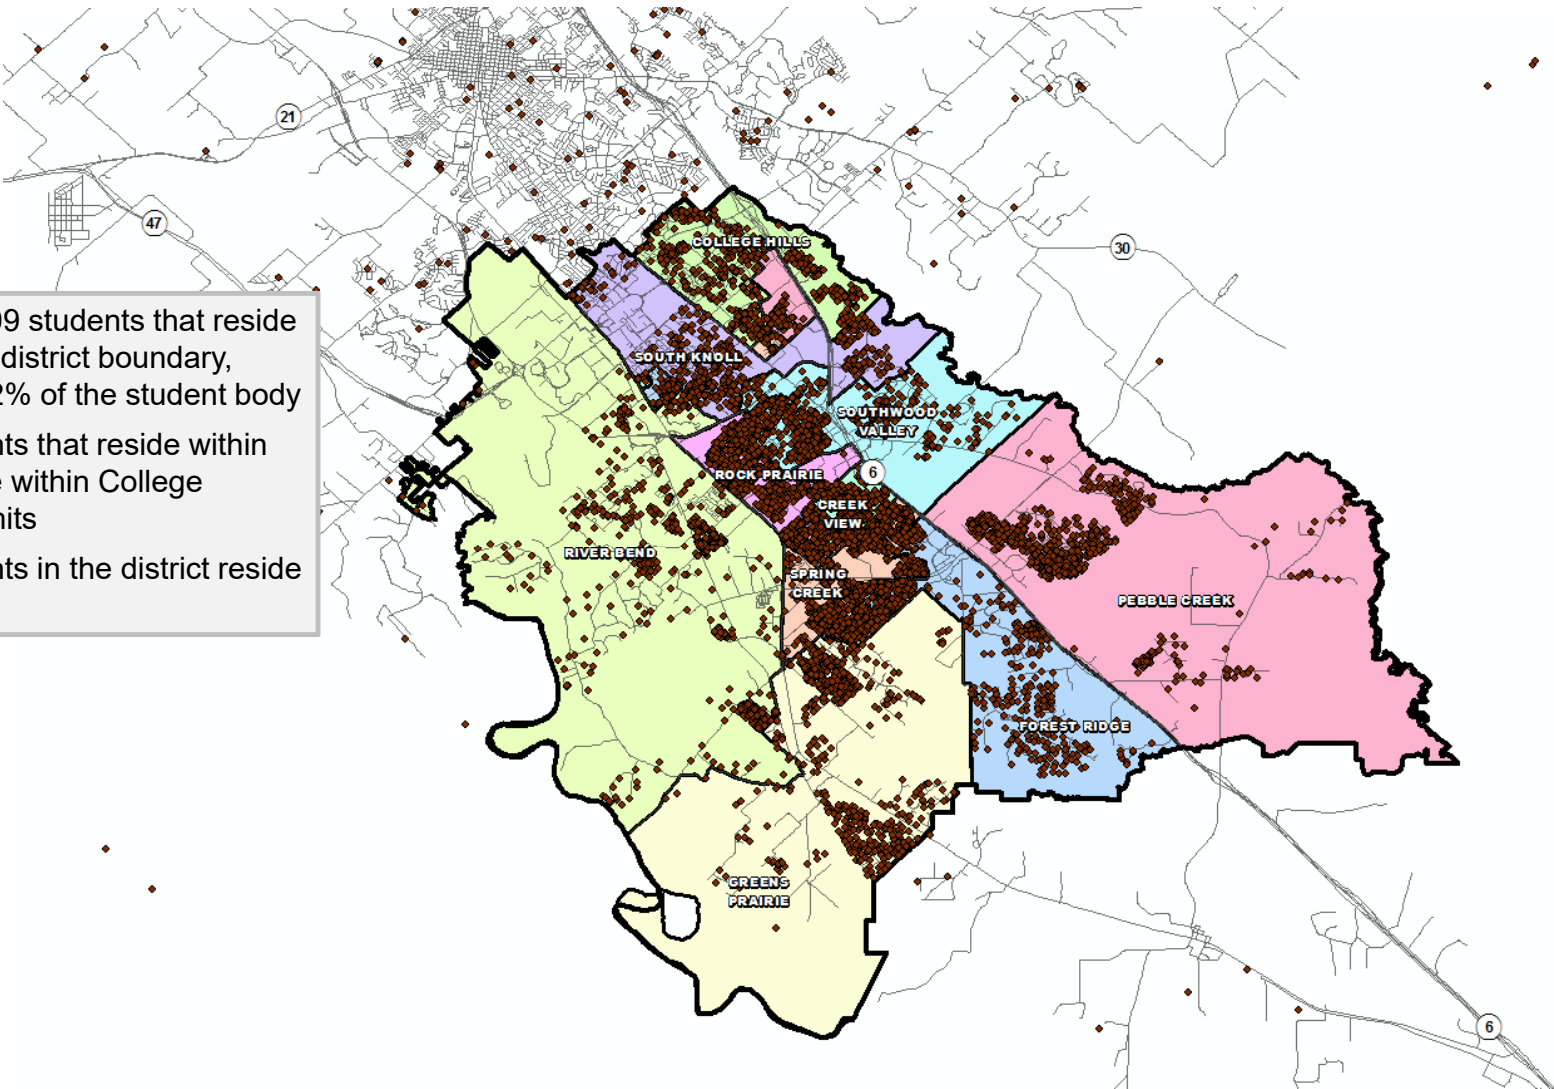 21
47
30
COLLEGE HILLS
99 students that reside
district boundary,
2% of the student body
nts that reside within
e within College
mits
nts in the district reside
SOUTH KNOLL
SOUTHWOOD
VALLEY
ROCK PRAIRIE
6
CREEK
VIEW
RIVER BEND
SPRING
CREEK
PEBBLE CREEK
FOREST RIDGE
GREENS
PRAIRIE
6